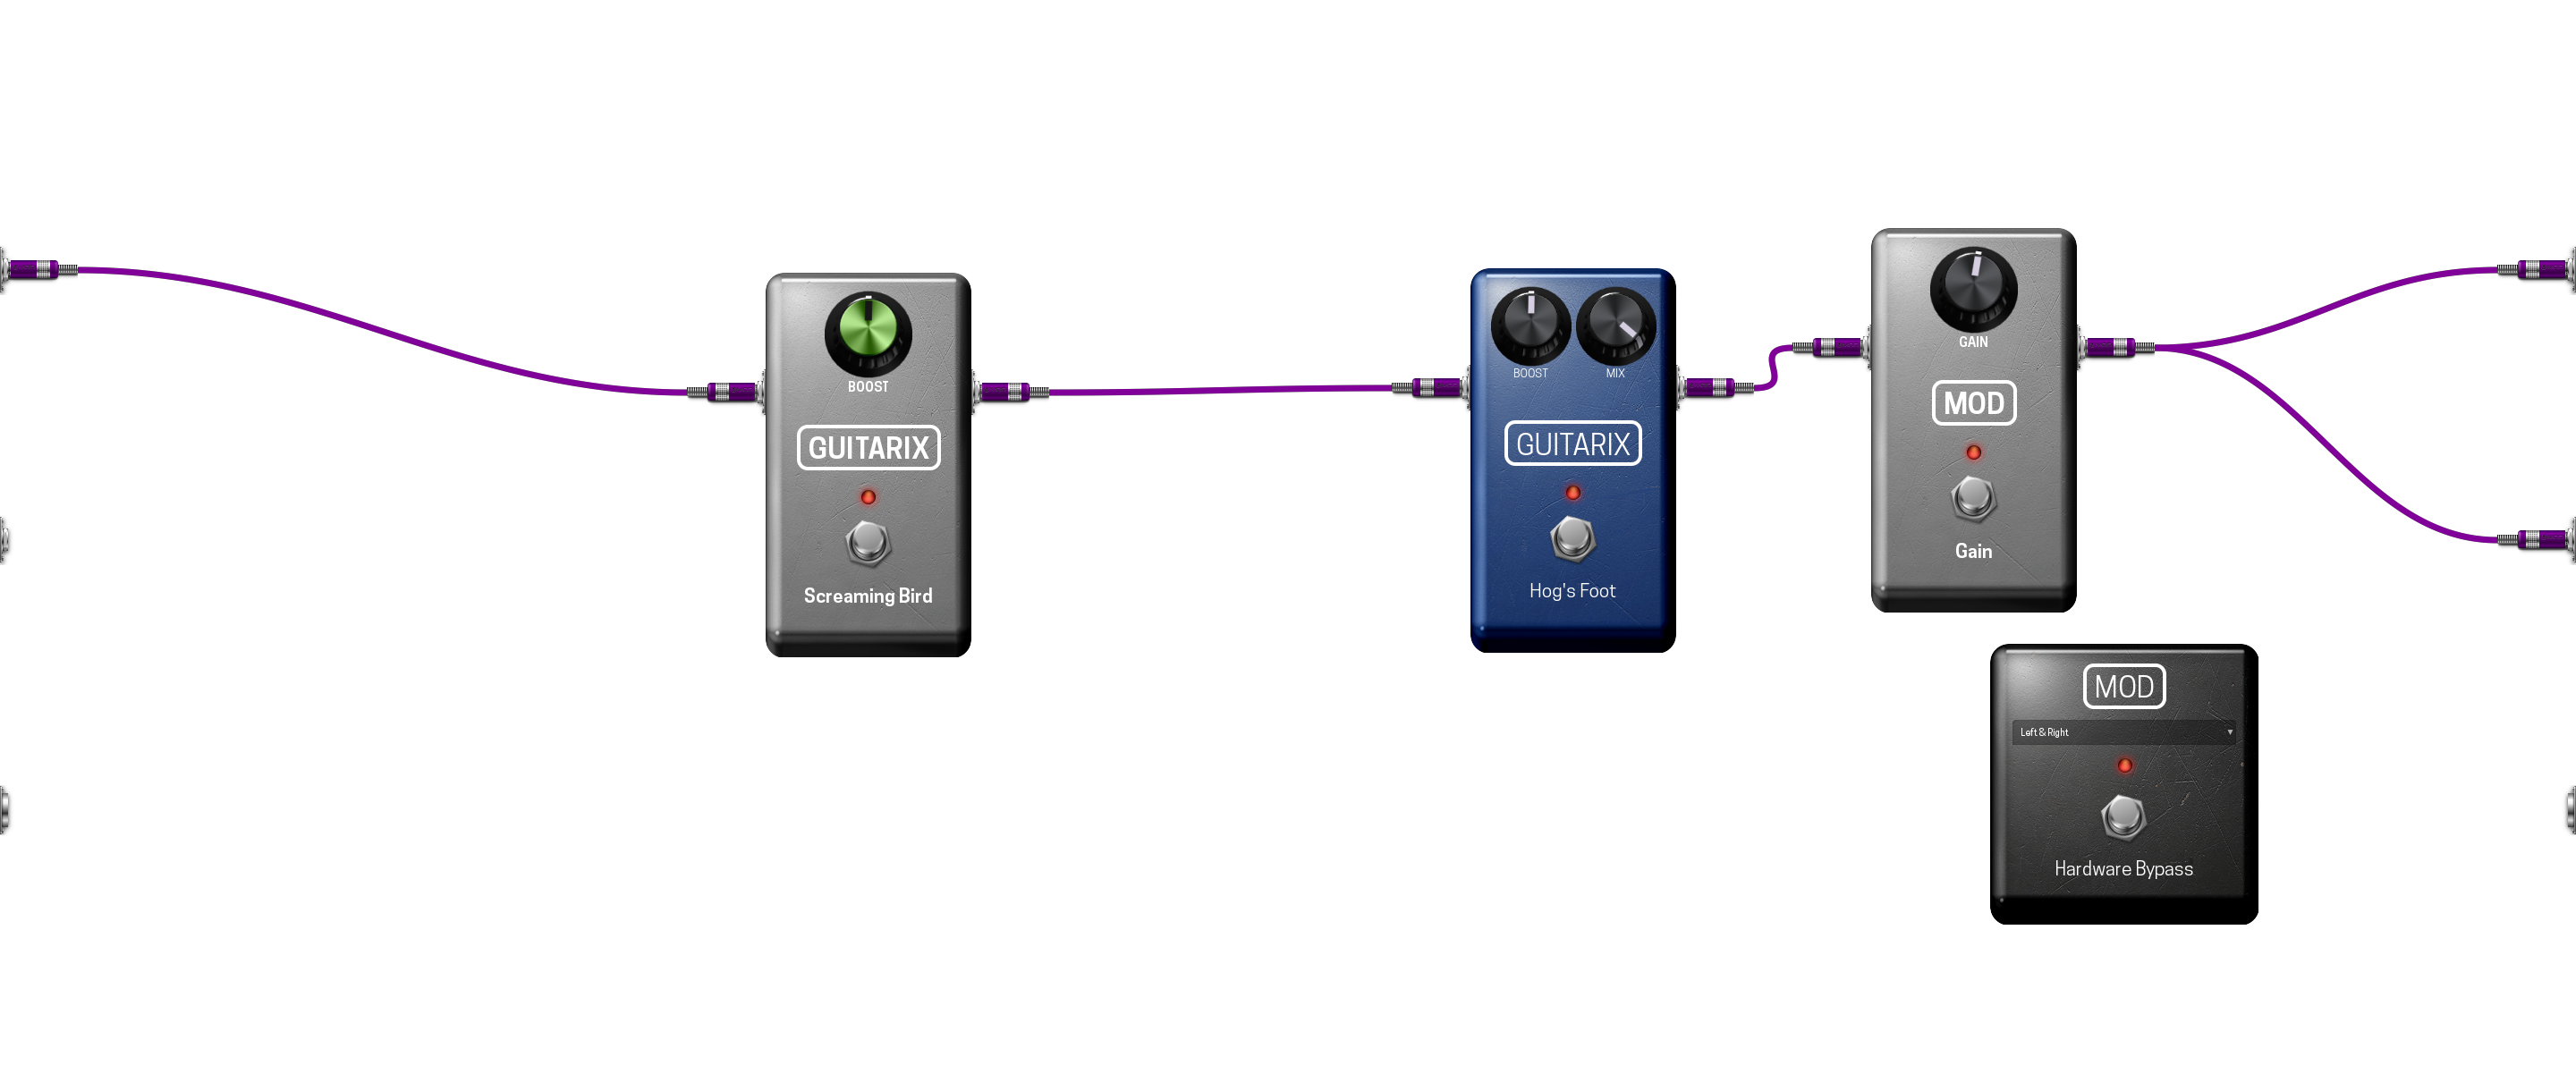 BOOST
GUITARIX
Screaming Bird
BOOST MIX
GUITARIX
Hog's Foot
GAIN
MOD
Gain
MOD
Left & Right
Hardware Bypass